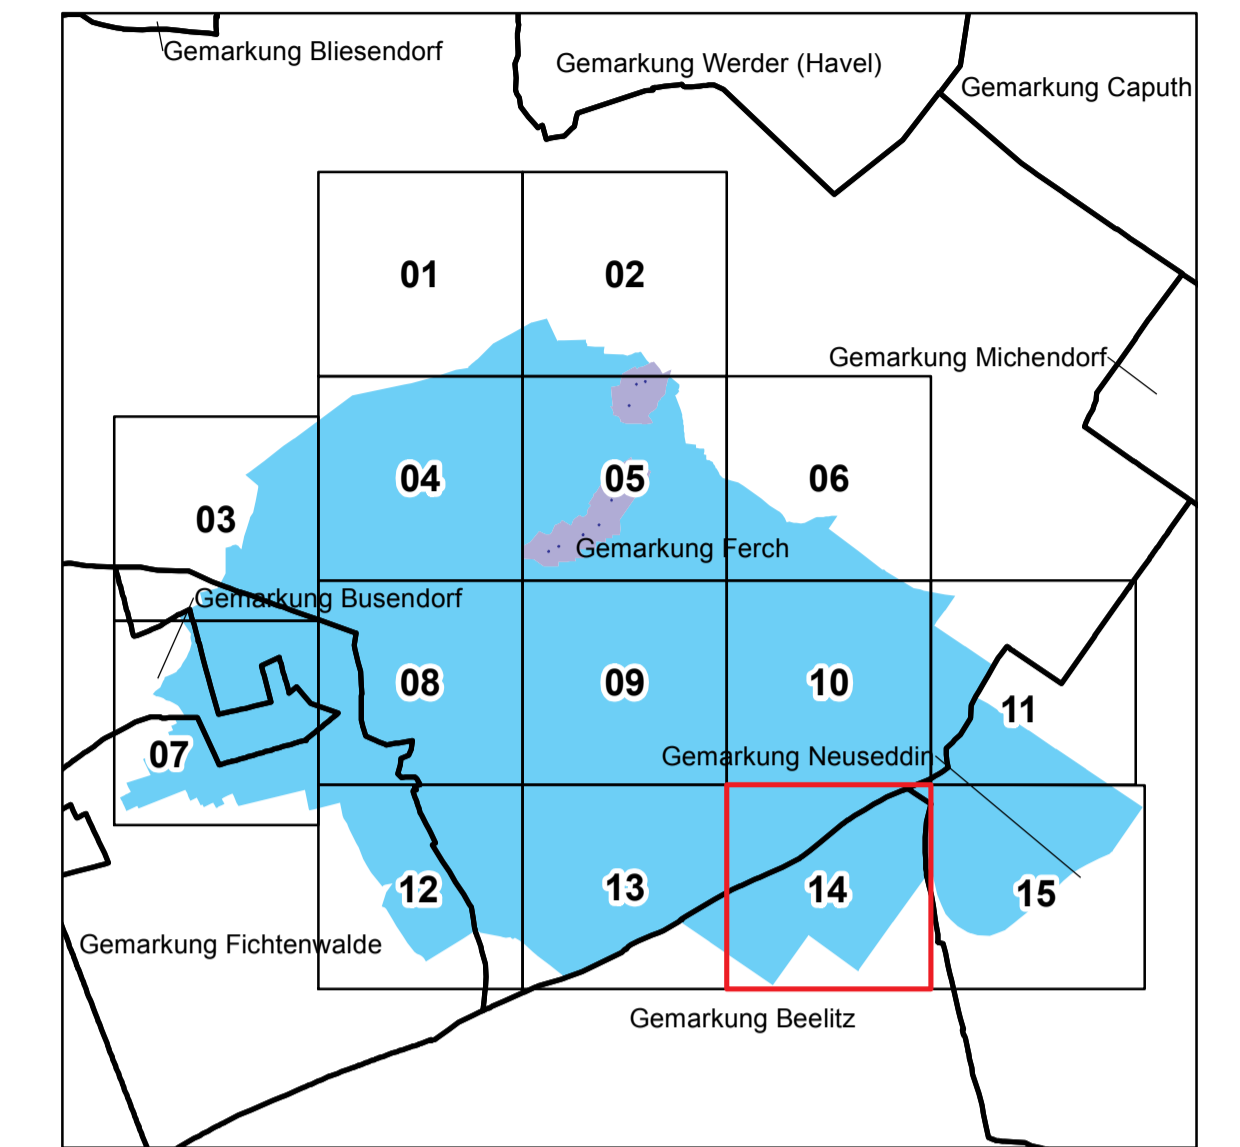 Gemarkung Bliesendorf
Gemarkung Werder (Havel)
Gemarkung Caputh
01
02
Gemarkung Michendorf
04
05
06
03
Gemarkung Ferch
Gemarkung Busendorf
08
09
10
11
07
Gemarkung Neuseddin
12
13
14
15
Gemarkung Fichtenwalde
Gemarkung Beelitz